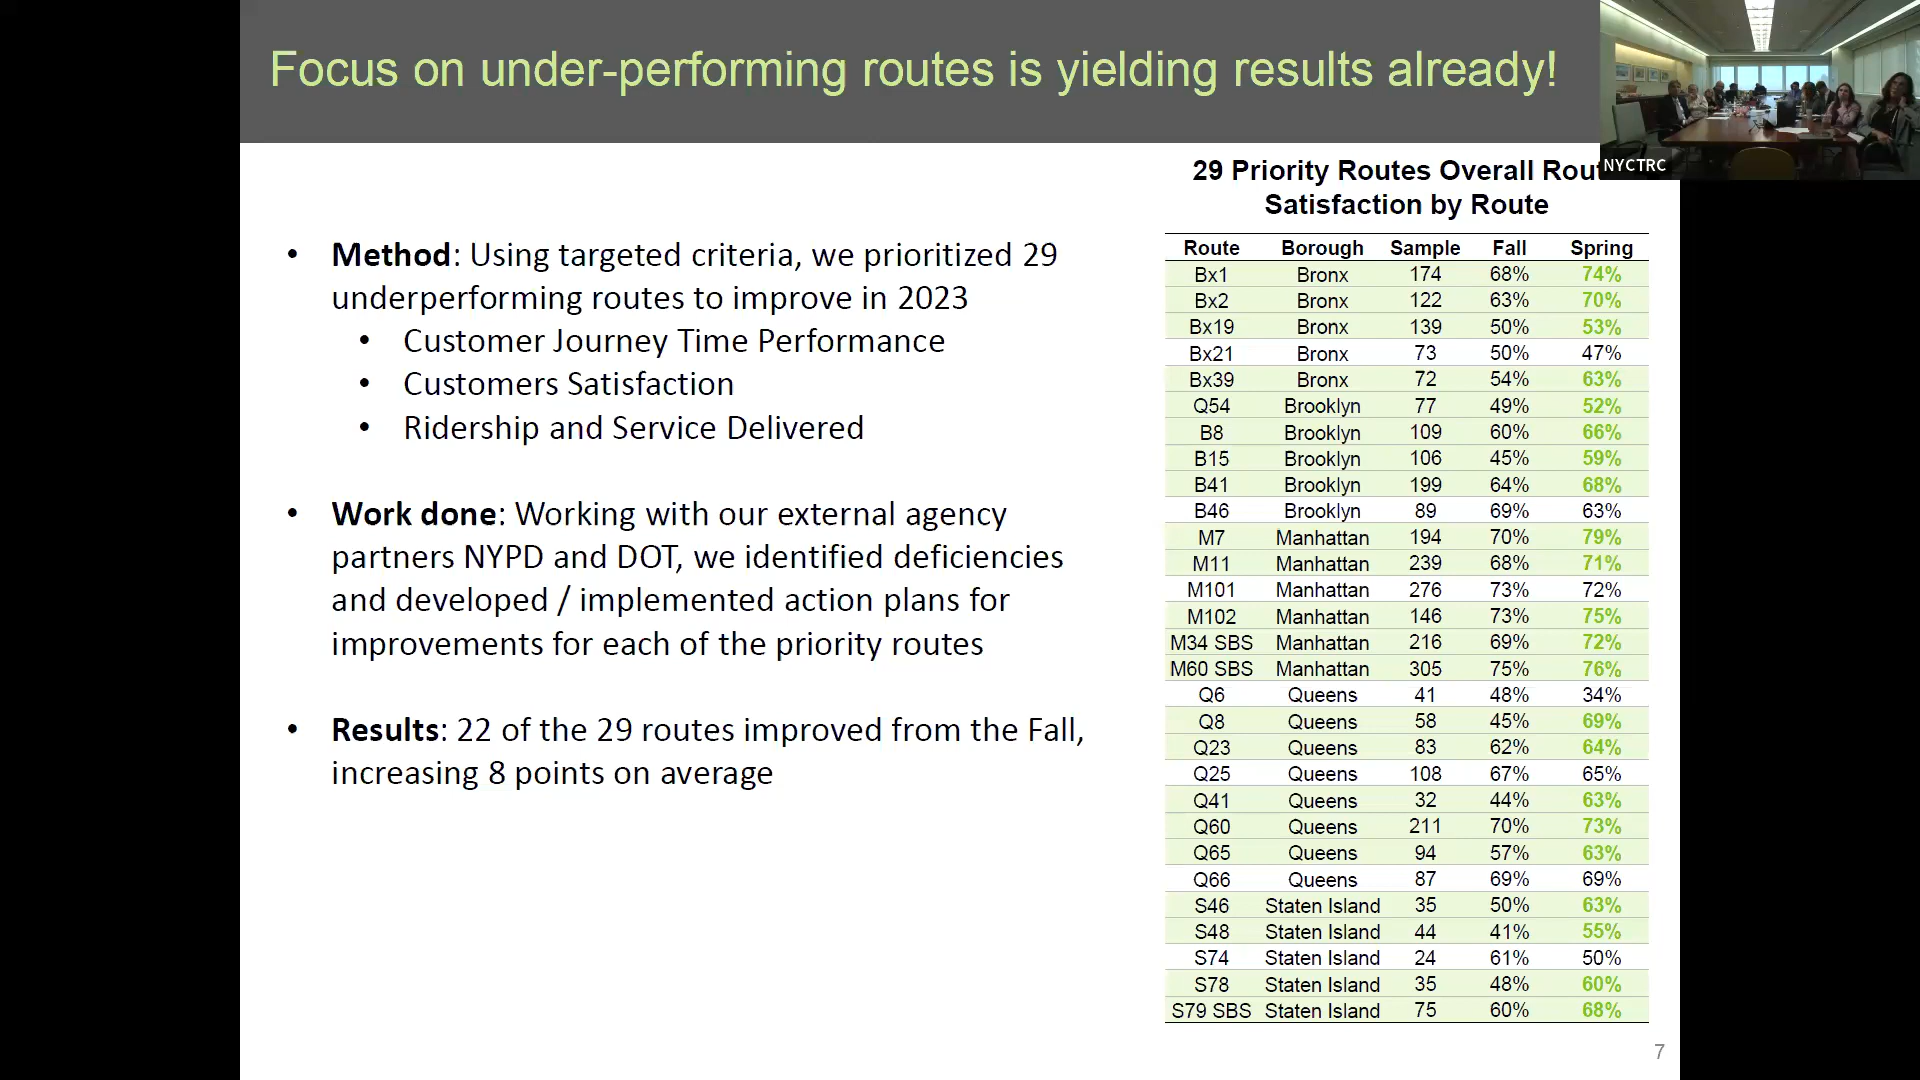 Focus on under-performing routes is yielding results already!
NYCTRC
• Method: Using targeted criteria, we prioritized 29
underperforming routes to improve in 2023
• Customer Journey Time Performance
• Customers Satisfaction
• Ridership and Service Delivered
• Work done: Working with our external agency
partners NYPD and DOT, we identified deficiencies
and developed / implemented action plans for
improvements for each of the priority routes
• Results: 22 of the 29 routes improved from the Fall,
increasing 8 points on average
29 Priority Routes Overall Rou
Satisfaction by Route
Route Borough Sample Fall Spring
Bx1 Bronx 174 68% 74%
Bx2 Bronx 122 63% 70%
Bx19 Bronx 139 50% 53%
Bx21 Bronx 73 50% 47%
Bx39 Bronx 72 54% 63%
Q54 Brooklyn 77 49% 52%
B8 Brooklyn 109 60% 66%
B15 Brooklyn 106 45% 59%
B41 Brooklyn 199 64% 68%
B46 Brooklyn 89 69% 63%
M7 Manhattan 194 70% 79%
M11 Manhattan 239 68% 71%
M101 Manhattan 276 73% 72%
M102 Manhattan 146 73% 75%
M34 SBS Manhattan 216 69% 72%
M60 SBS Manhattan 305 75% 76%
Q6 Queens 41 48% 34%
Q8 Queens 58 45% 69%
Q23 Queens 83 62% 64%
Q25 Queens 108 67% 65%
Q41 Queens 32 44% 63%
Q60 Queens 211 70% 73%
Q65 Queens 94 57% 63%
Q66 Queens 87 69% 69%
S46 Staten Island 35 50% 63%
S48 Staten Island 44 41% 55%
S74 Staten Island 24 61% 50%
S78 Staten Island 35 48% 60%
S79 SBS Staten Island 75 60% 68%
7